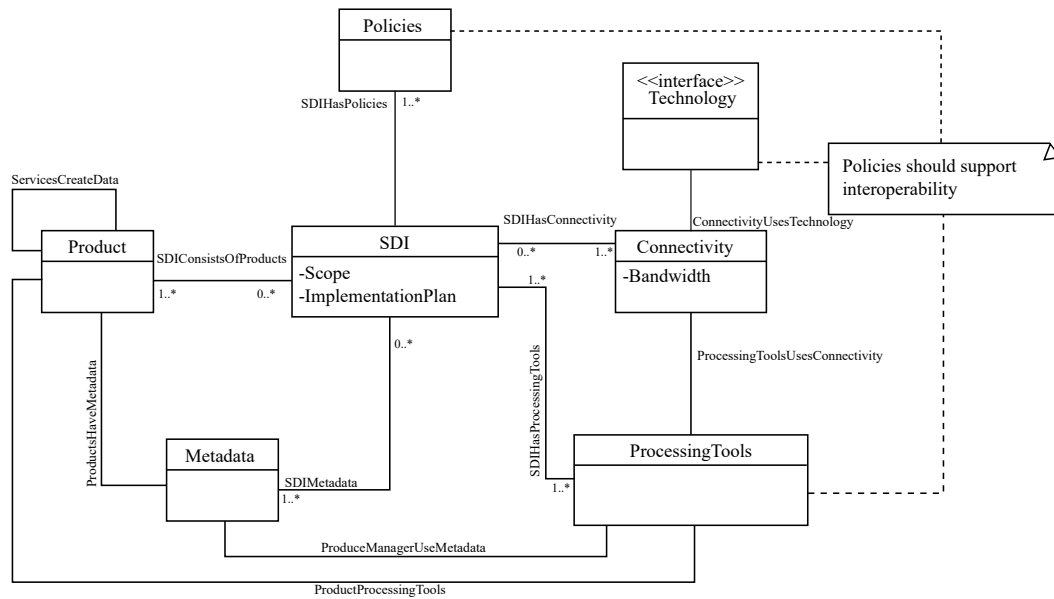 Policies
SDIHasPolicies
1..*
<<interface>>
Technology
Policies should support
interoperability
ServicesCreateData
Product
SDIConsistOfProducts
1..*
0..*
SDI
-Scope
-ImplementationPlan
SDIHasConnectivity
0..*
1..*
ConnectivityUsesTechnology
Connectivity
-Bandwidth
1..*
0..*
ProcessingToolsUsesConnectivity
ProductsHaveMetadata
SDIHasProcessingTools
Metadata
SDIMetadata
1..*
1..*
ProcessingTools
ProduceManagerUseMetadata
ProductProcessingTools